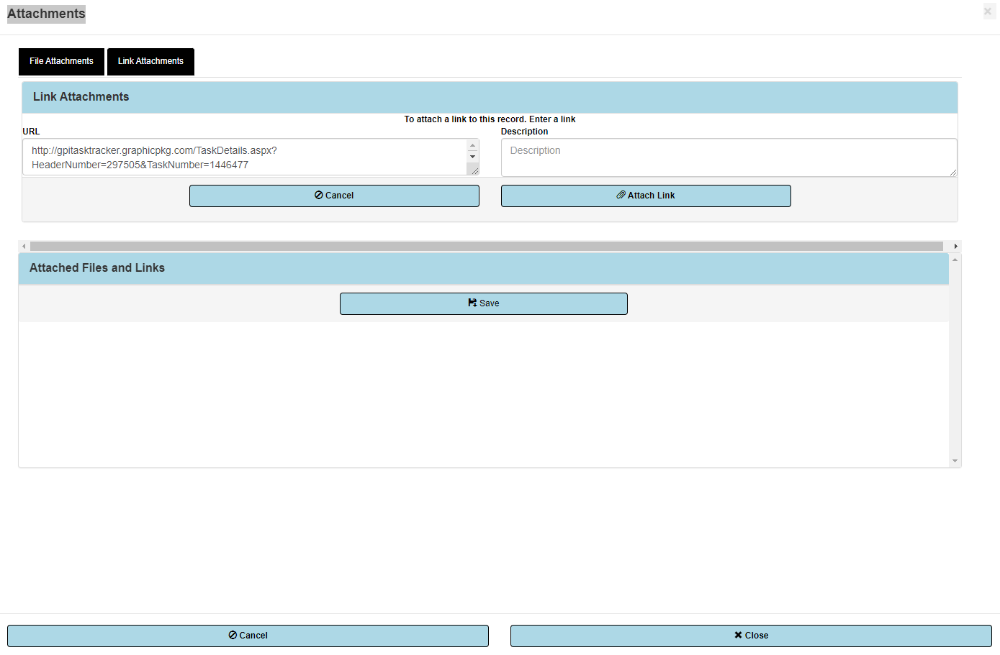 Attachments
×
File Attachments
Link Attachments
Link Attachments
To attach a link to this record. Enter a link
URL
Description
http://gpitasktracker.graphicpkg.com/TaskDetails.aspx?
HeaderNumber=297505&TaskNumber=1446477
Description
Cancel
Attach Link
Attached Files and Links
Save
Cancel
Close